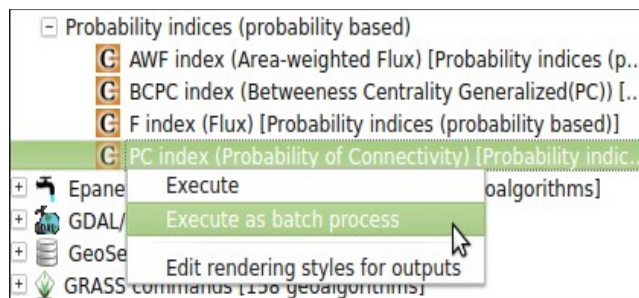 Probability indices (probability based)
AWF index (Area-weighted Flux) [Probability indices (p...
BCPC index (Betweeness Centrality Generalized(PC)) [...
F index (Flux) [Probability indices (probability based)]
PC index (Probability of Connectivity) [Probability indic...
Execute
Epane oalgorithms]
Execute as batch process
GDAL/
GeoSe
Edit rendering styles for outputs
GRASS commands [158 geoalgorithms]